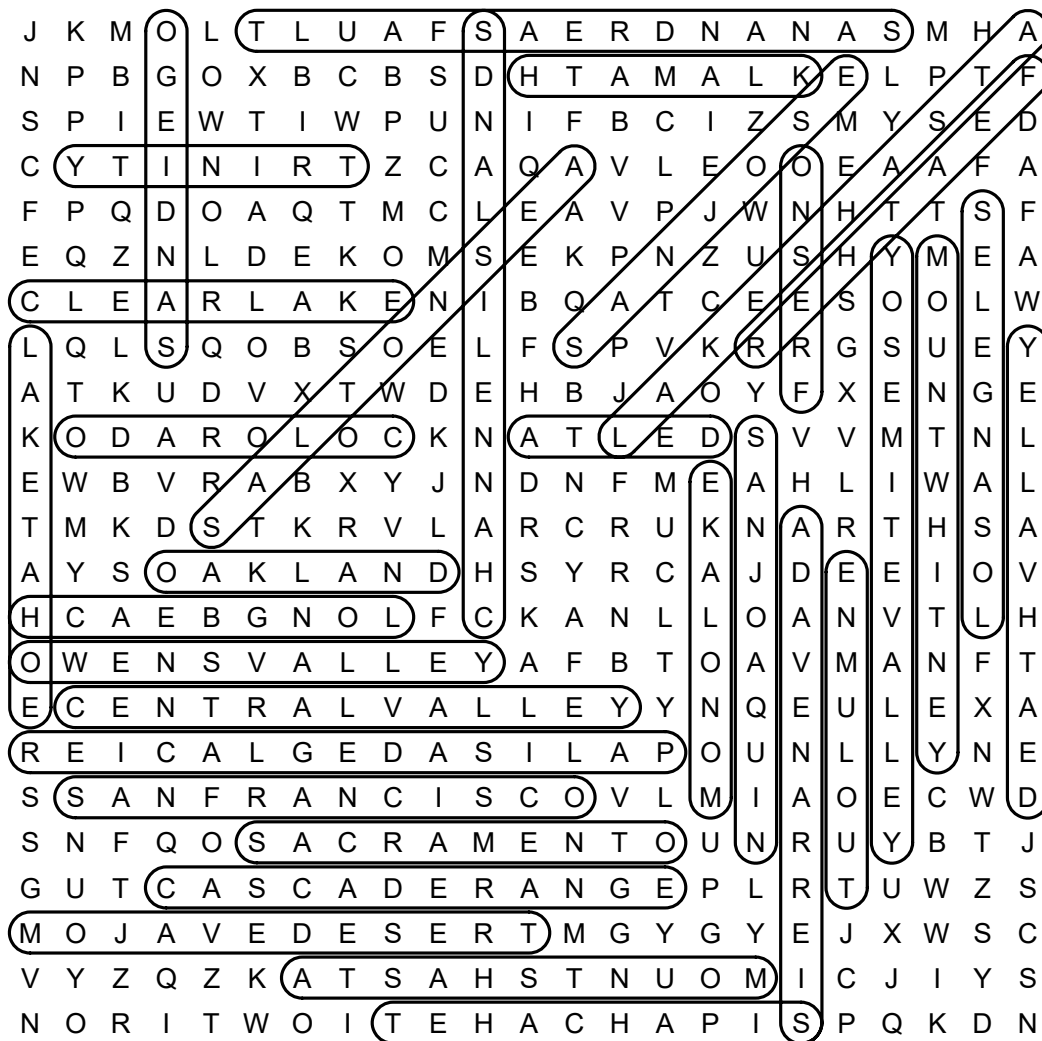 J K M O L T L U A F S A E R D N A N A S M H A
N P B G O X B C B S D H T A M A L K E L P T F
S P I E W T I W P U N I F B C I Z S M Y S E D
C Y T I N I R T Z C A Q A V L E O O E A A F A
F P Q D O A Q T M C L E A V P J W N H T T S F
E Q Z N L D E K O M S E K P N Z U S H Y M E A
C L E A R L A K E N I B Q A T C E E S O O L W
L Q L S Q O B S O E L F S P V K R R G S U E Y
A T K U D V X T W D E H B J A O Y F X E N G E
K O D A R O L O C K N A T L E D S V V M T N L
E W B V R A B X Y J N D N F M E A H L I W A L
T M K D S T K R V L A R C R U K N A R T H S A
A Y S O A K L A N D H S Y R C A J D E E I O V
H C A E B G N O L F C K A N L L O A N V T L H
O W E N S V A L L E Y A F B T O A V M A N F T
E C E N T R A L V A L L E Y Y N Q E U L E X A
R E I C A L G E D A S I L A P O U N L L Y N E
S S A N F R A N C I S C O V L M I A O E C W D
S N F Q O S A C R A M E N T O U N R U Y B T J
G U T C A S C A D E R A N G E P L R T U W Z S
M O J A V E D E S E R T M G Y G Y E J X W S C
V Y Z Q Z K A T S A H S T N U O M I C J I Y S
N O R I T W O I T E H A C H A P I S P Q K D N